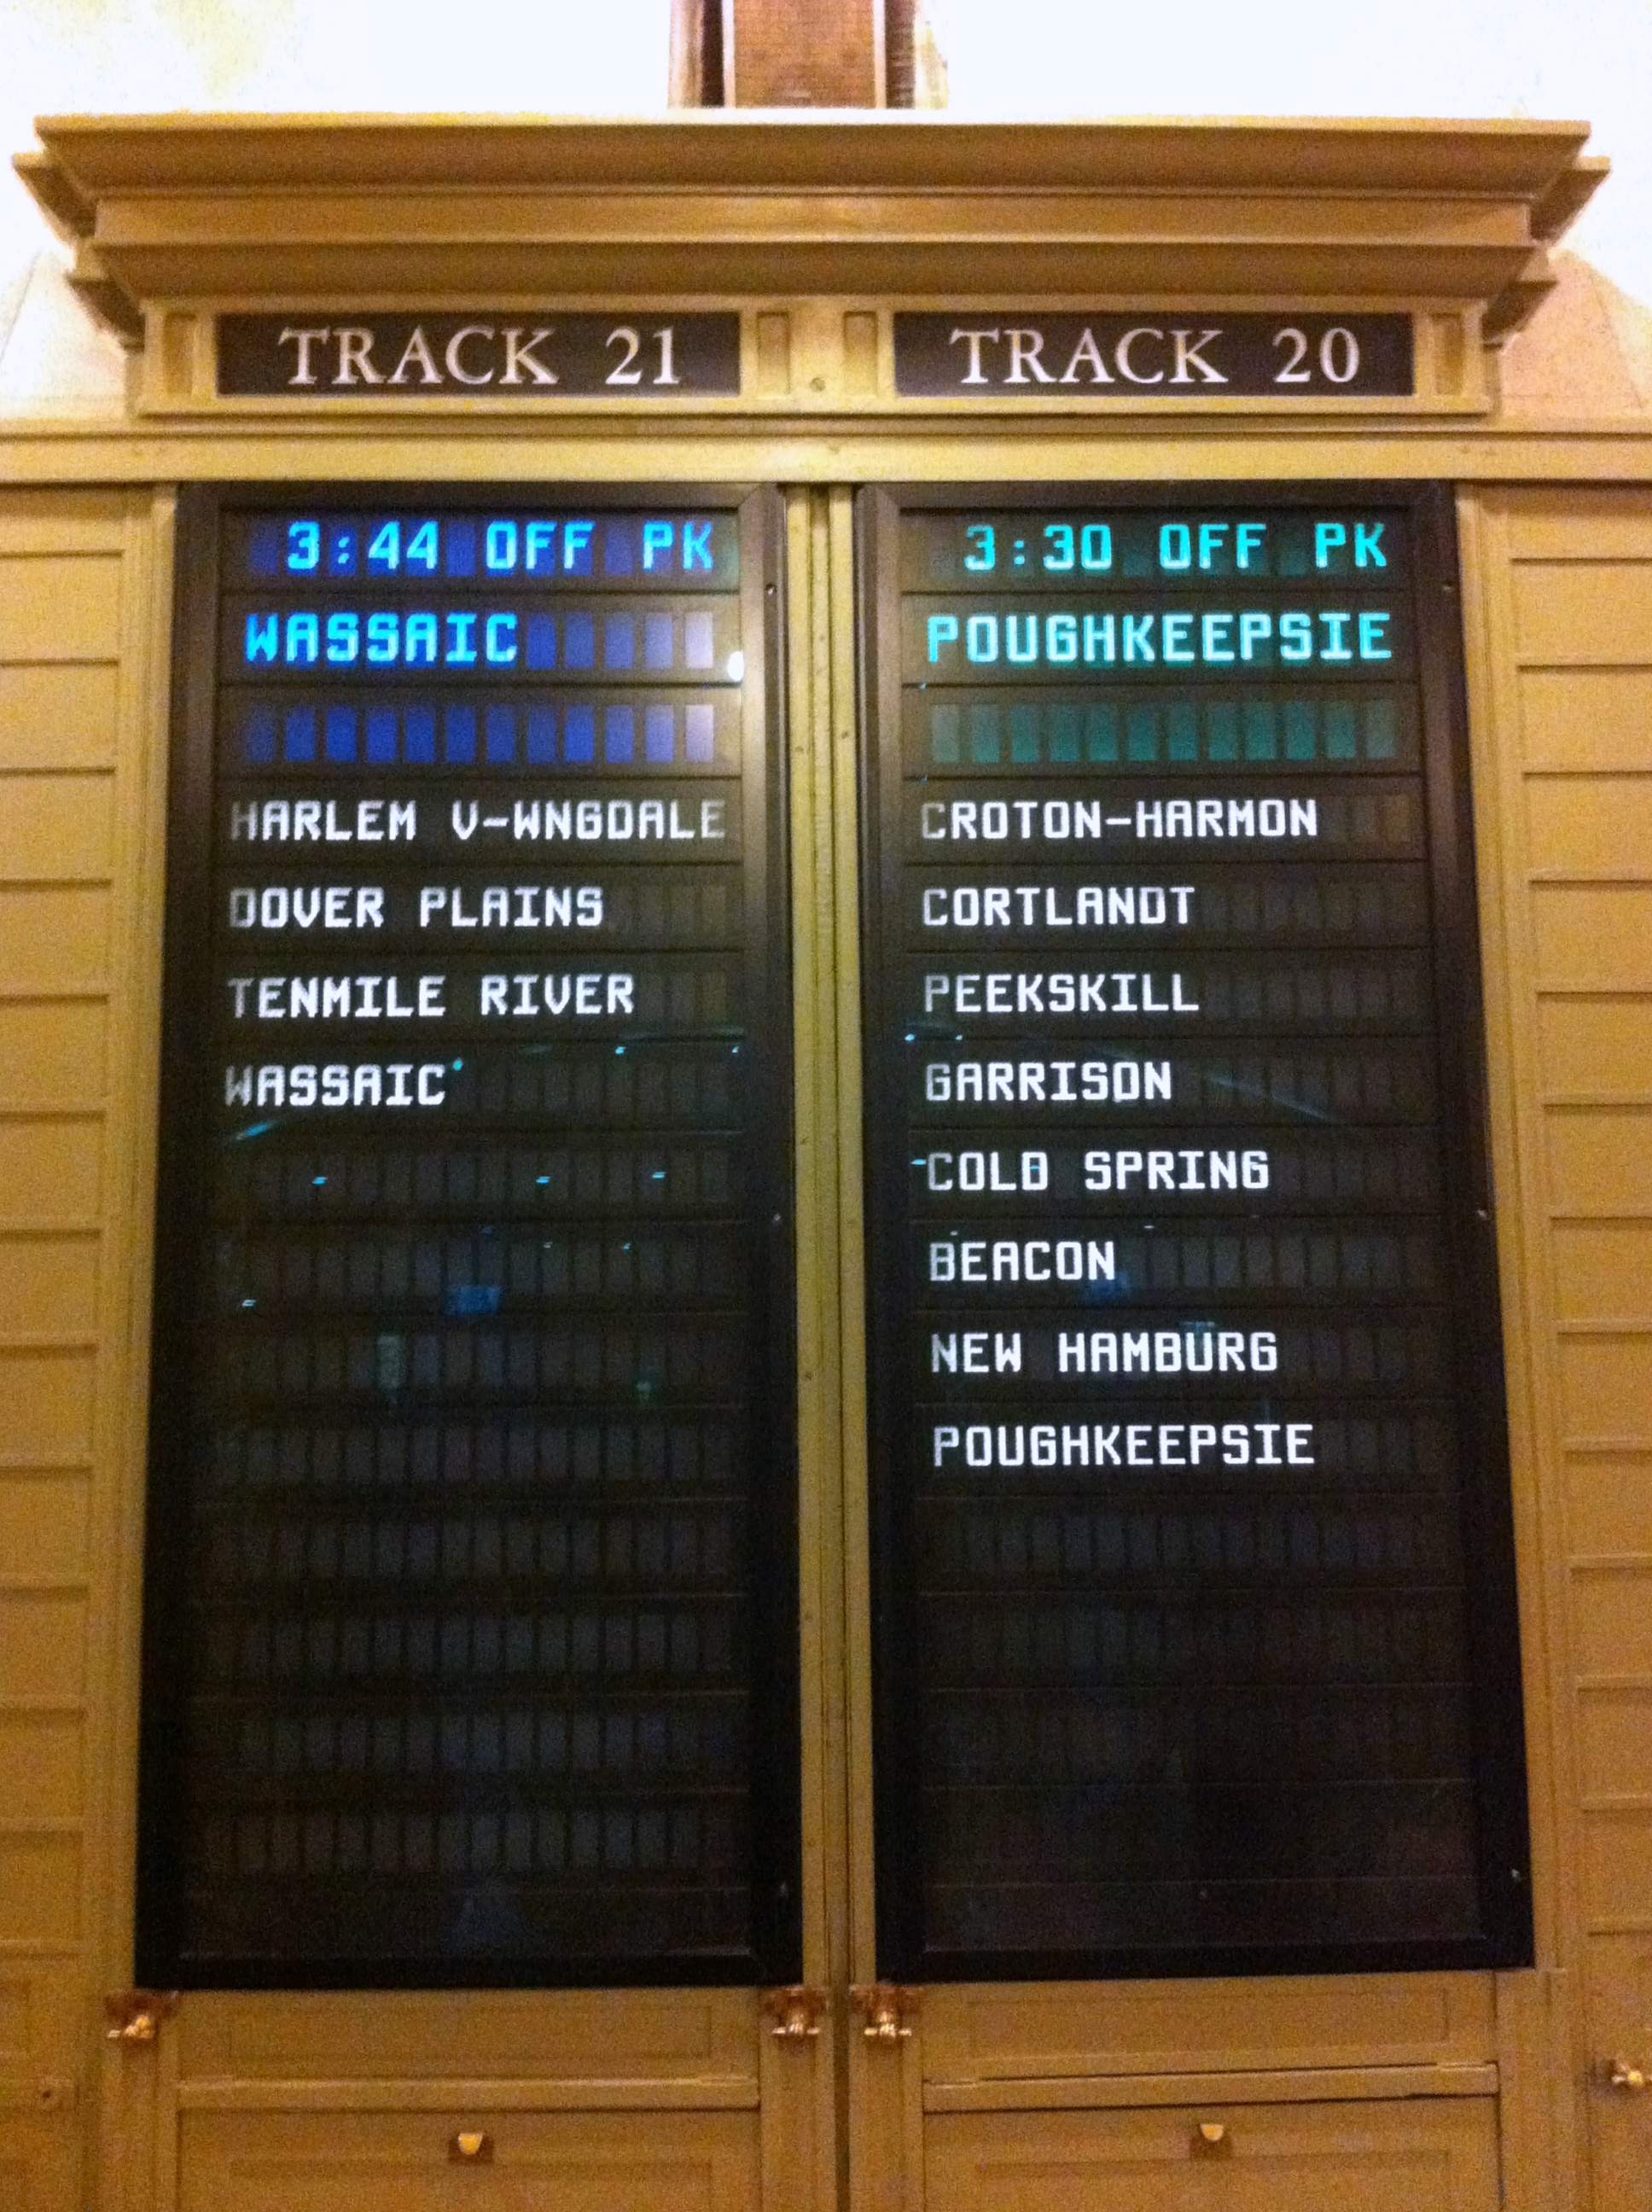 TRACK 21
3:44 OFF PK
WASSAIC
HARLEM V-WNGDALE
DOVER PLAINS
TENMILE RIVER
WASSAIC
TRACK 20
3:30 OFF PK
POUGHKEEPSIE
CROTON-HARMON
CORTLANDT
PEEKSKILL
GARRISON
COLD SPRING
BEACON
NEW HAMBURG
POUGHKEEPSIE